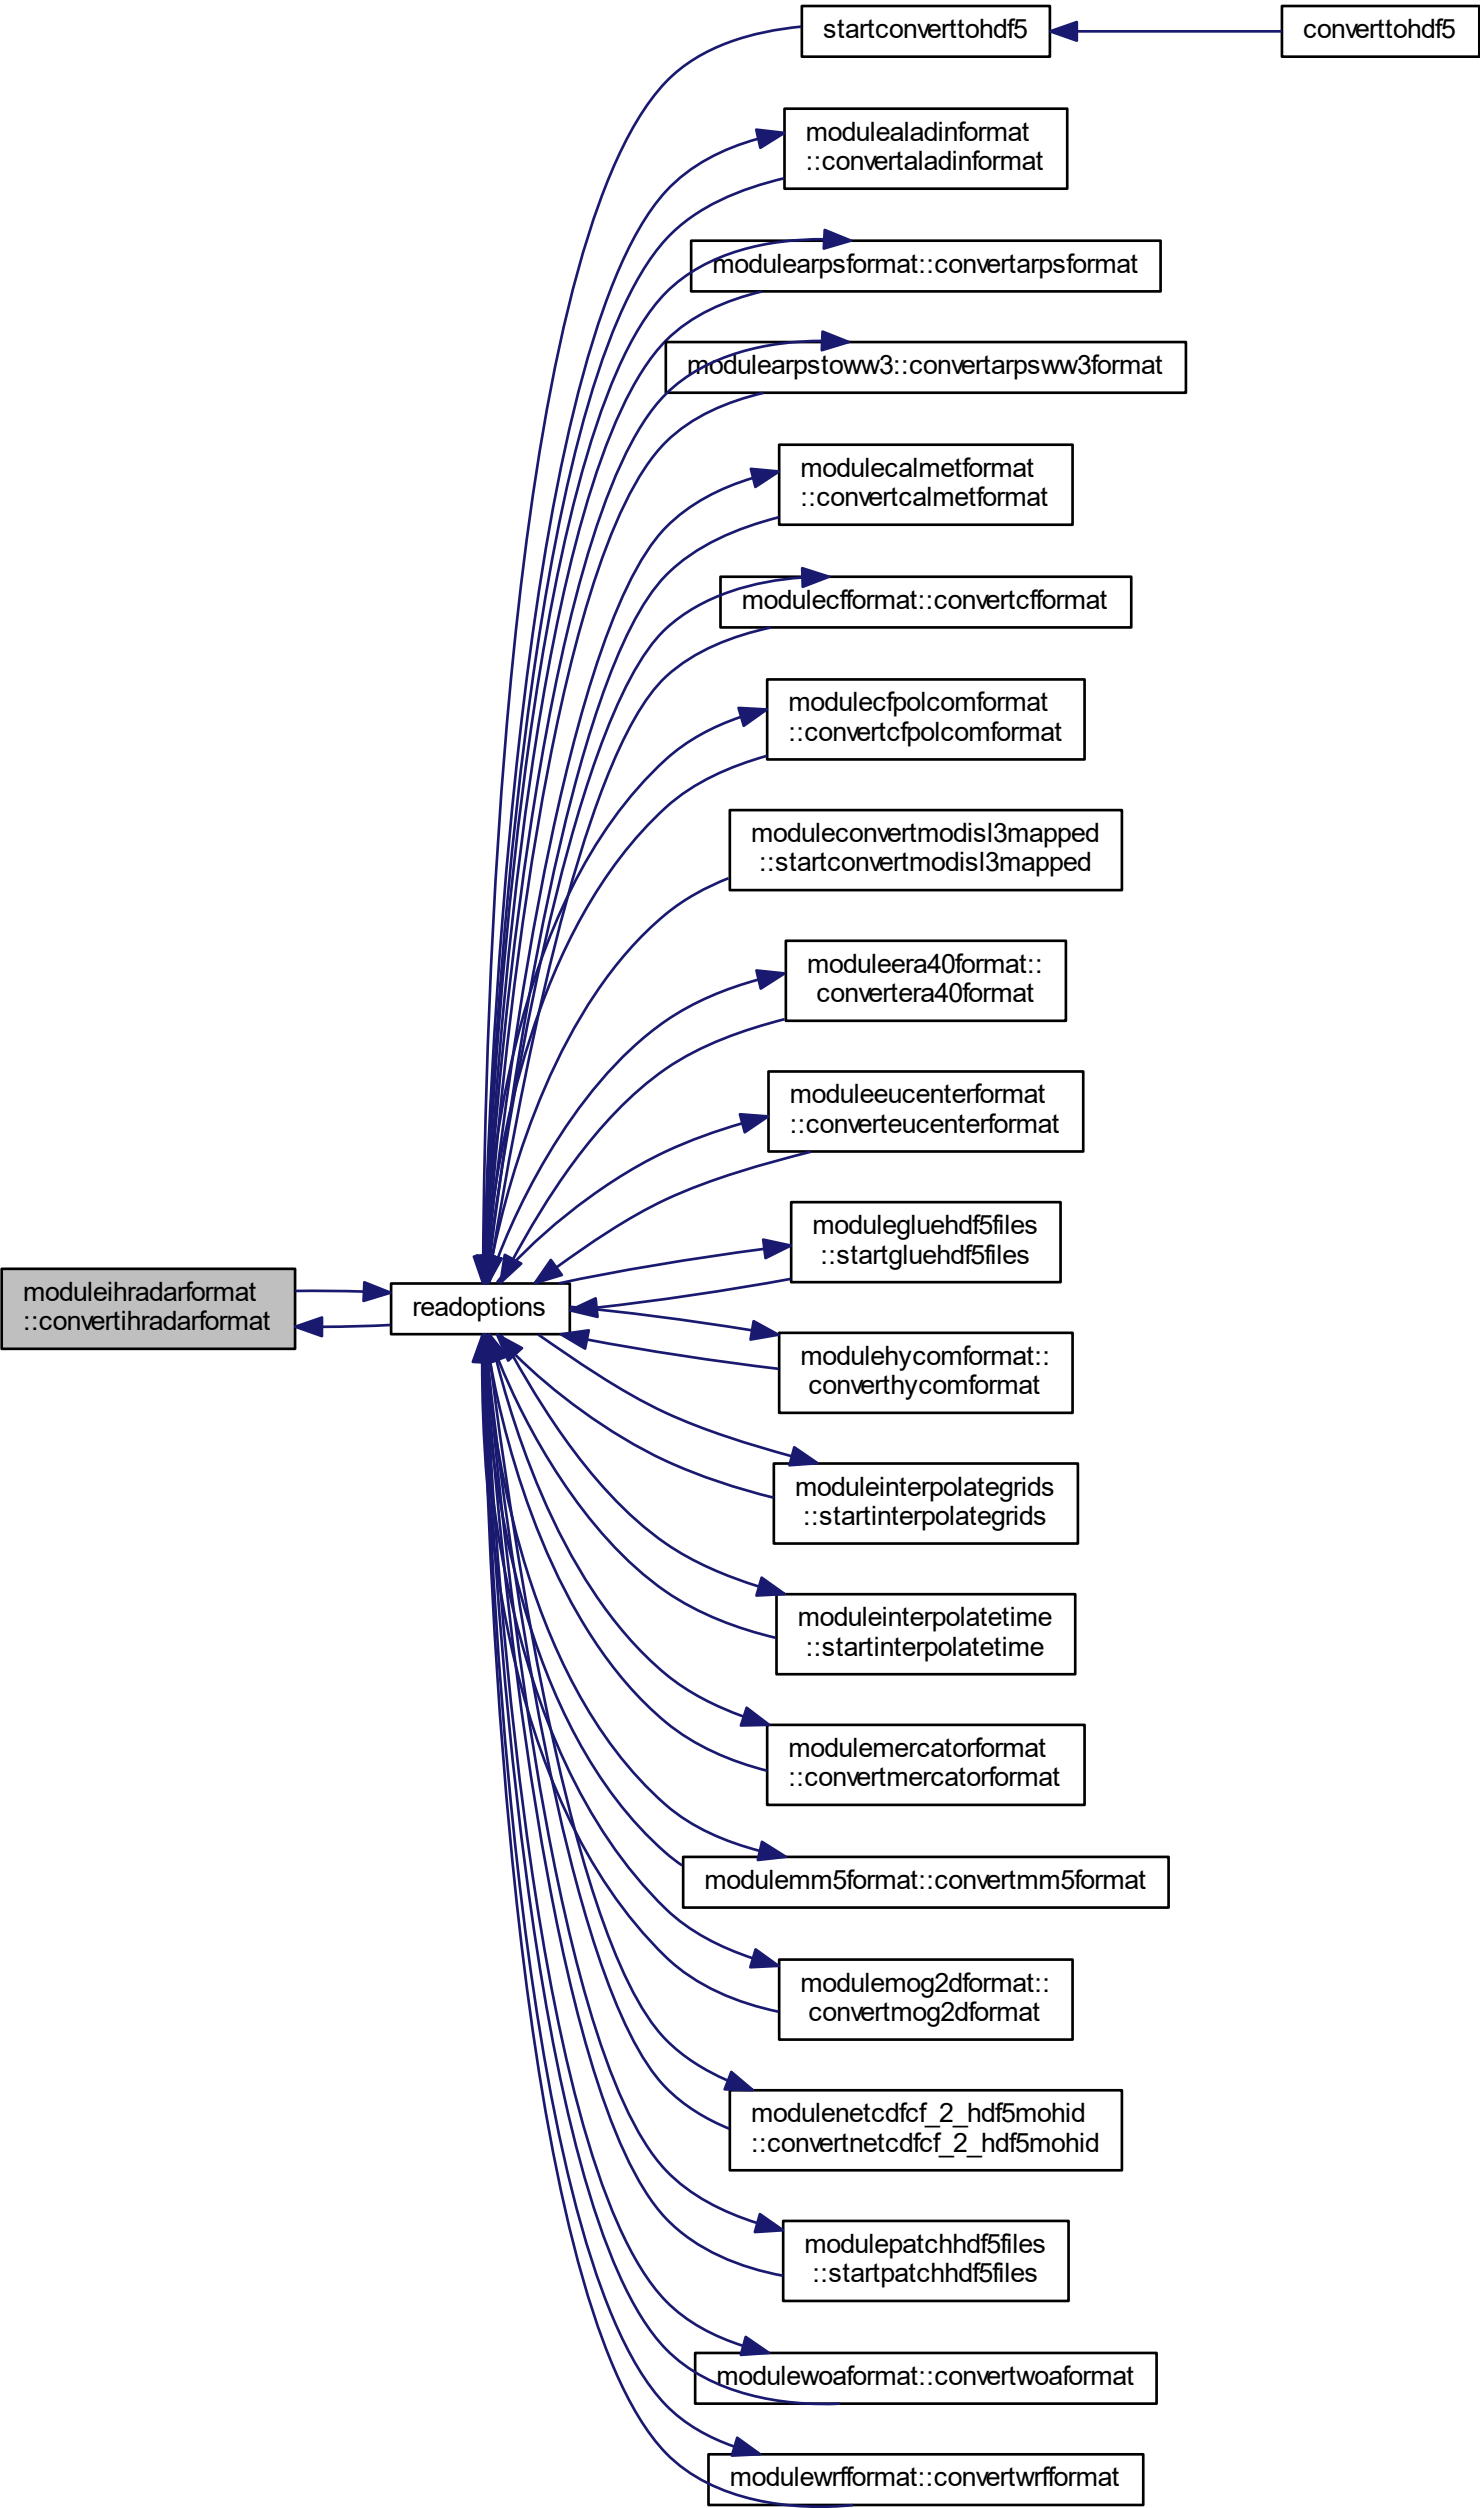 startconverttohdf5
converttohdf5
modulealadinformat
::convertaladinformat
modulearpsformat::convertarpsformat
modulearpstoww3::convertarpsww3format
modulecalmetformat
::convertcalmetformat
modulecfformat::convertcfformat
modulecfpolcomformat
::convertcfpolcomformat
moduleconvertmodisl3mapped
::startconvertmodisl3mapped
moduleera40format::
convertera40format
moduleeucenterformat
::converteucenterformat
modulegluehdf5files
::startgluehdf5files
moduleihradarformat
::convertihradarformat
readoptions
modulehycomformat::
converthycomformat
moduleinterpolategrids
::startinterpolategrids
moduleinterpolatetime
::startinterpolatetime
modulemercatorformat
::convertmercatorformat
modulemm5format::convertmm5format
modulemog2dformat::
convertmog2dformat
modulenetcdfcf_2_hdf5mohid
::convertnetcdfcf_2_hdf5mohid
modulepatchhdf5files
::startpatchhdf5files
modulewoaformat::convertwoaformat
modulewrfformat::convertwrfformat